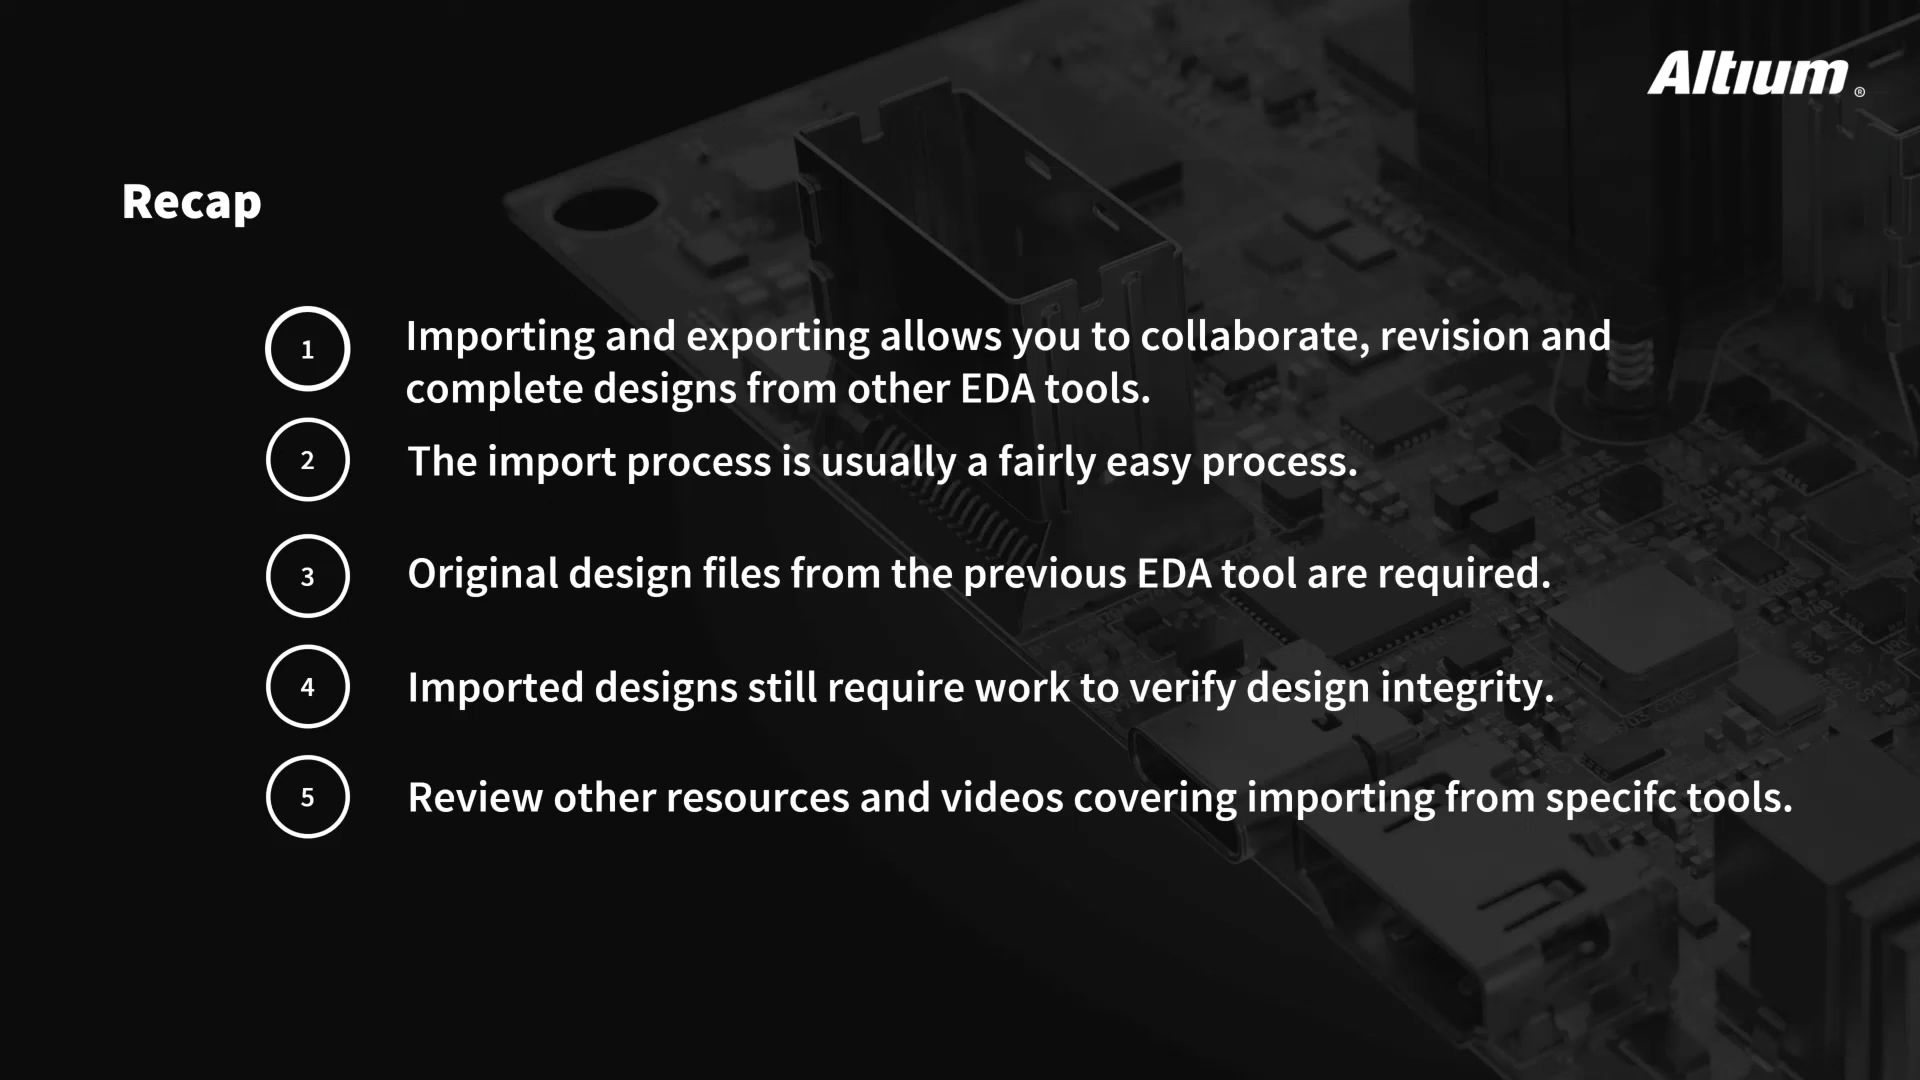 Altium®
Recap
1
Importing and exporting allows you to collaborate, revision and
complete designs from other EDA tools.
2
The import process is usually a fairly easy process.
3
Original design files from the previous EDA tool are required.
4
Imported designs still require work to verify design integrity.
5
Review other resources and videos covering importing from specifc tools.